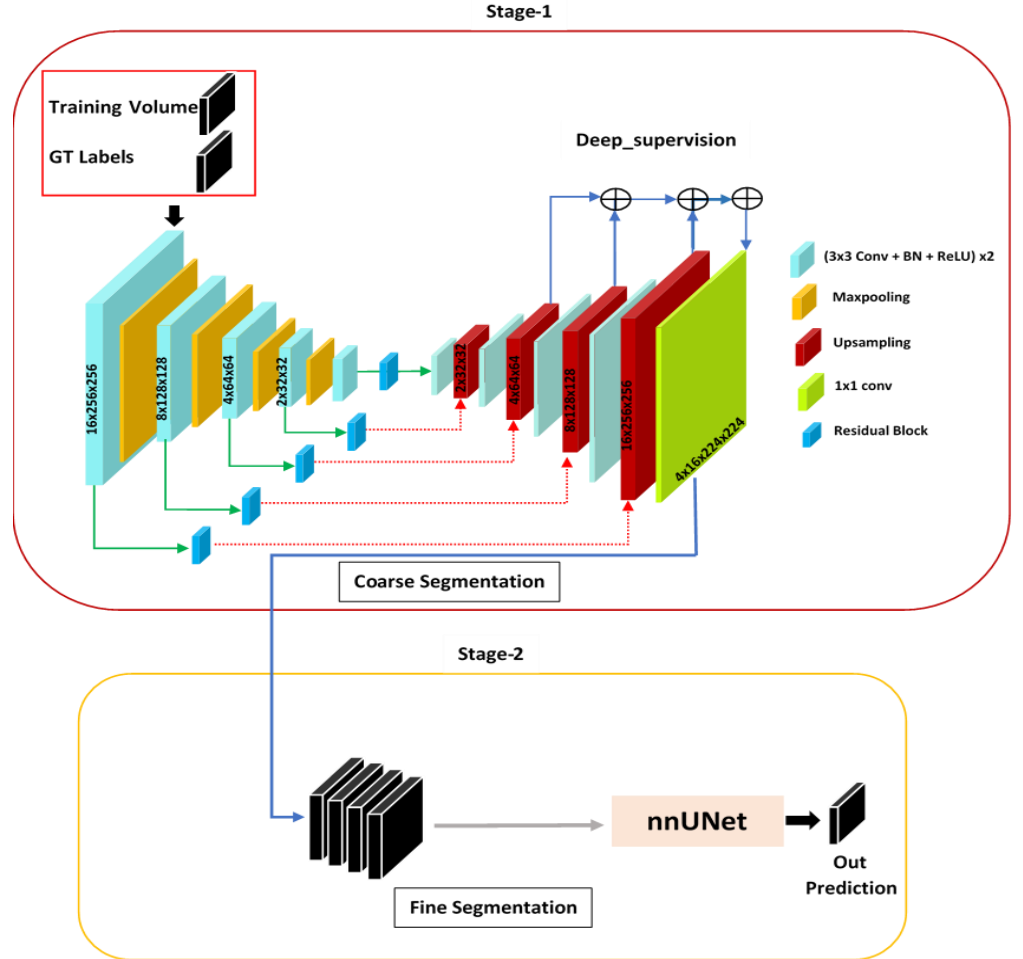 Stage-1
Training Volume
GT Labels
Deep_supervision
(3x3 Conv + BN + ReLU) x2
Maxpooling
Upsampling
1x1 conv
Residual Block
16x256x256
8x128x128
4x64x64
2x32x32
2x32x32
4x64x64
8x128x128
16x256x256
4x16x224x224
Coarse Segmentation
Stage-2
nnUNet
Out
Prediction
Fine Segmentation